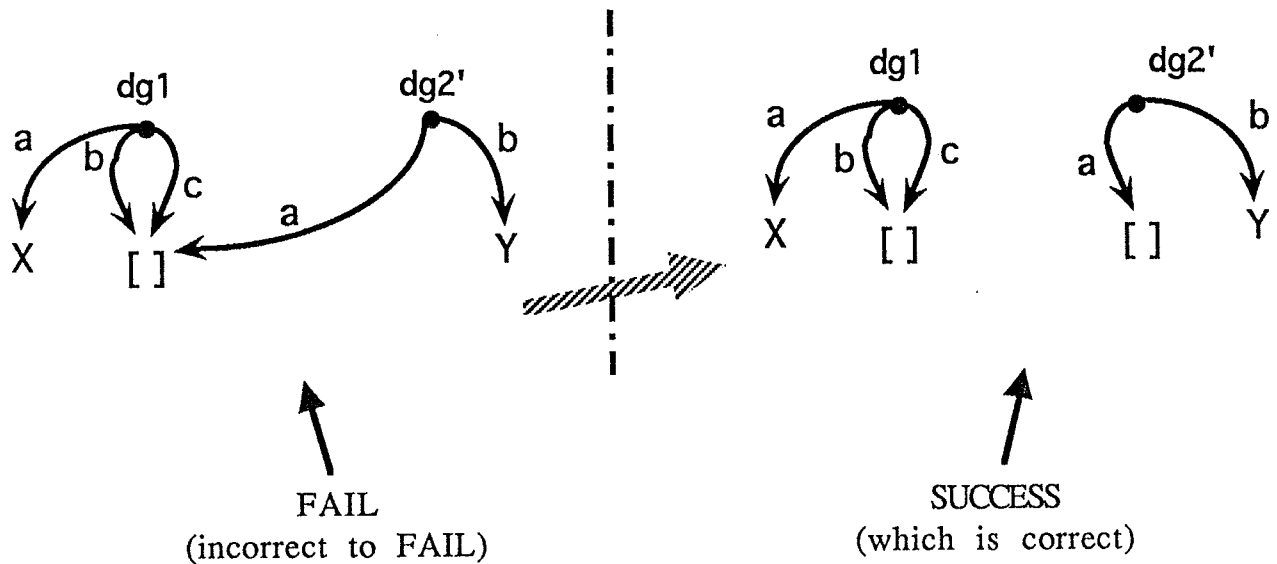 dg1
dg2'
a
b
c
a
b
X
[ ]
Y
dg1
dg2'
a
b
c
a
b
X
[ ]
[ ]
Y
FAIL
(incorrect to FAIL)
SUCCESS
(which is correct)